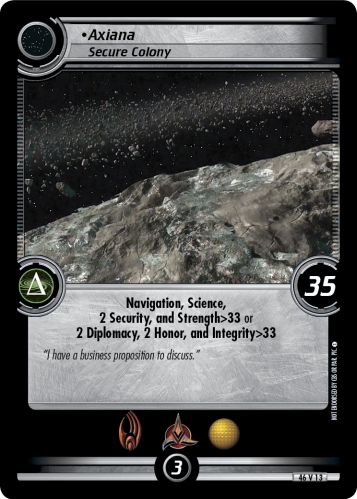 •Axiana
Secure Colony
Δ
35
Navigation, Science,
2 Security, and Strength>33 or
2 Diplomacy, 2 Honor, and Integrity>33
"I have a business proposition to discuss."
NOT ENDORSED BY CBS OR PAR. PIC.
3
46 V 13